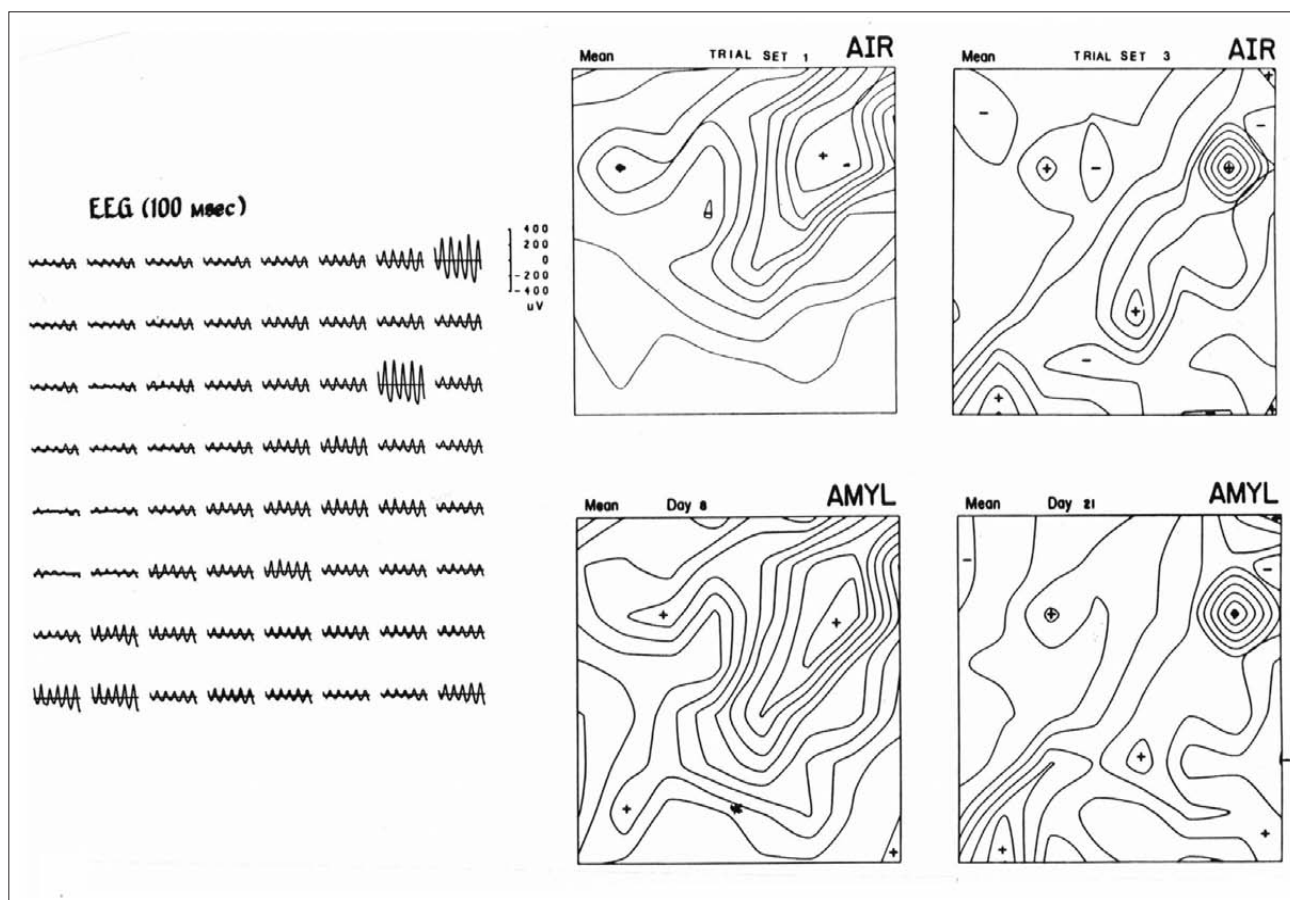 EEG (100 Msec)
400
200
0
-200
-400
uV
Mean TRIAL SET 1 AIR
Mean TRIAL SET 3 AIR
Mean Day 8 AMYL
Mean Day 21 AMYL